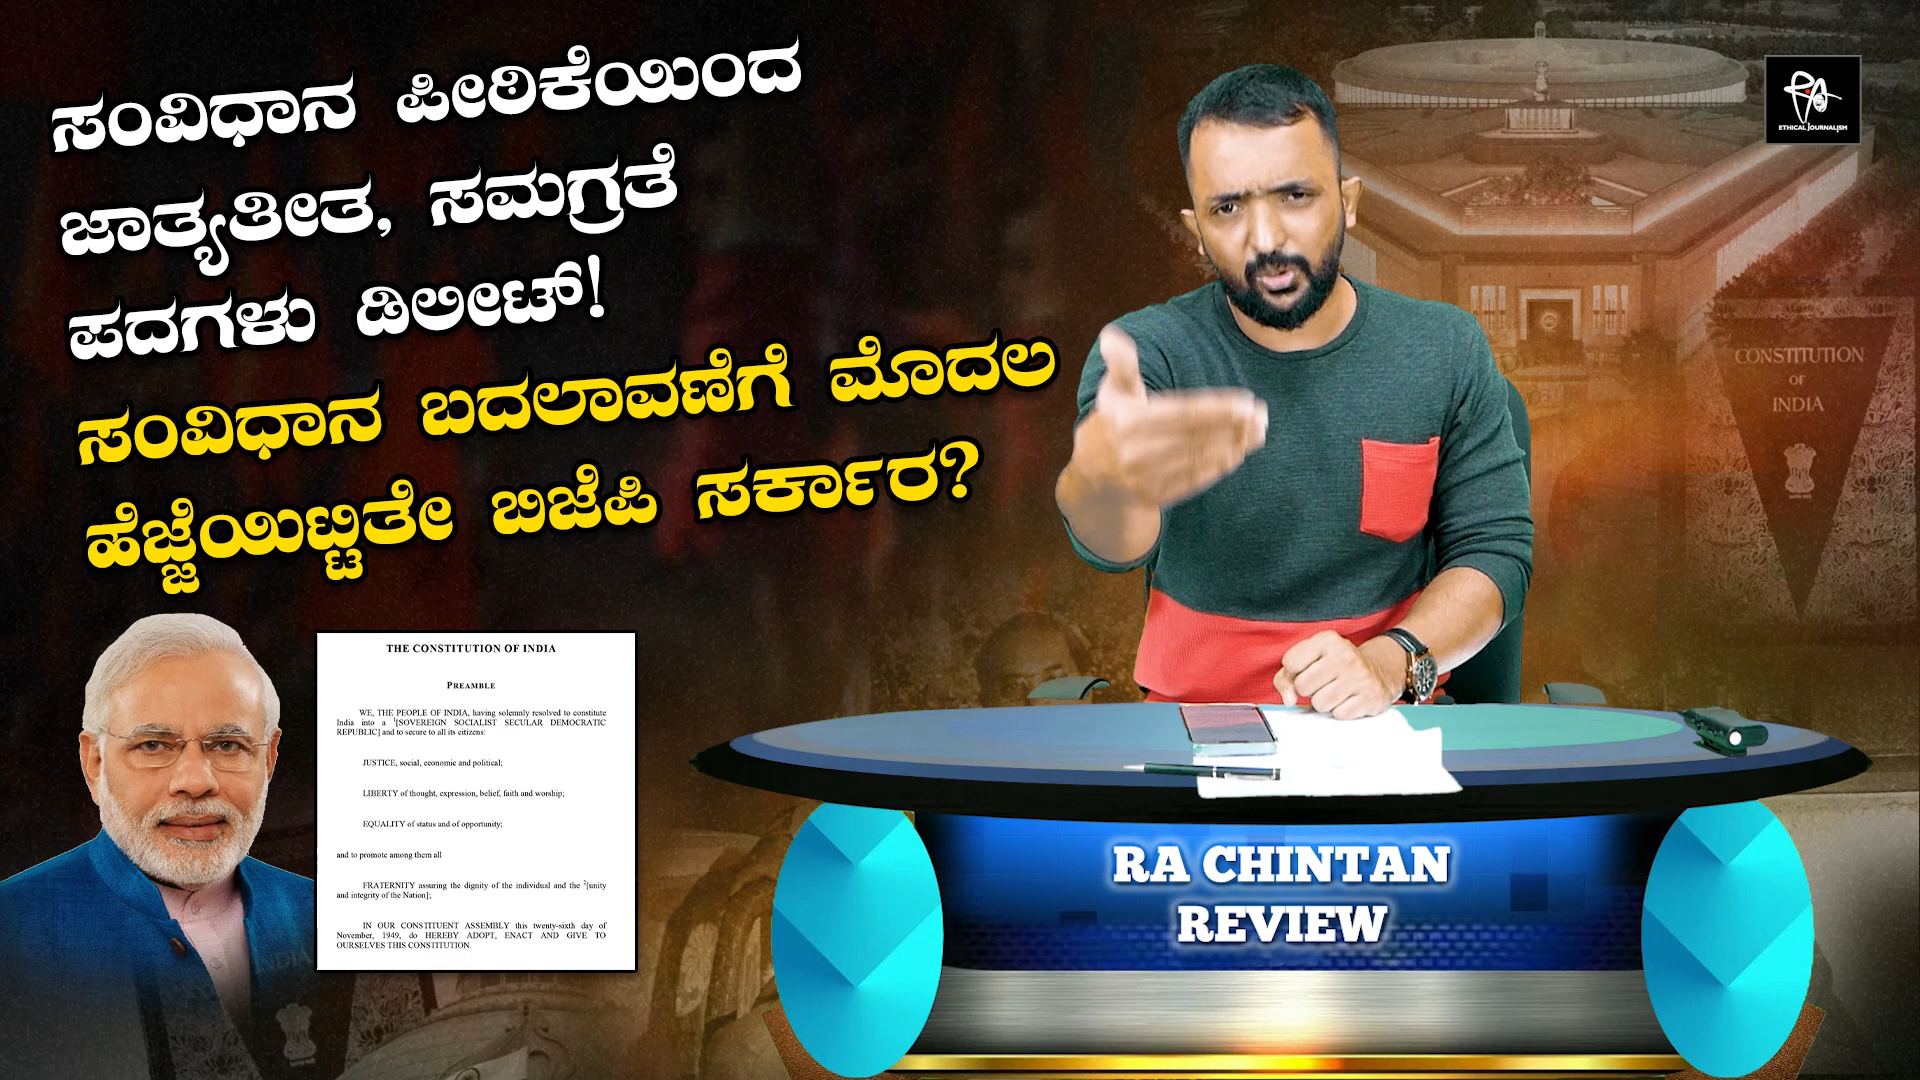 ಸಂವಿಧಾನ ಪೀಠಿಕೆಯಿಂದ
ಜಾತ್ಯತೀತ, ಸಮಗ್ರತೆ
ಪದಗಳು ಡಿಲೀಟ್!
ಸಂವಿಧಾನ ಬದಲಾವಣೆಗೆ ಮೊದಲ
ಹೆಜ್ಜೆಯಿಟ್ಟಿತೇ ಬಿಜೆಪಿ ಸರ್ಕಾರ?
ETHICAL JOURNALISM
CONSTITUTION
OF
INDIA
THE CONSTITUTION OF INDIA
PREAMBLE
WE, THE PEOPLE OF INDIA, having solemnly resolved to constitute
India into a 1[SOVEREIGN SOCIALIST SECULAR DEMOCRATIC
REPUBLIC] and to secure to all its citizens:
JUSTICE, social, economic and political;
LIBERTY of thought, expression, belief, faith and worship;
EQUALITY of status and of opportunity;
and to promote among them all
FRATERNITY assuring the dignity of the individual and the 2[unity
and integrity of the Nation];
IN OUR CONSTITUENT ASSEMBLY this twenty-sixth day of
November, 1949, do HEREBY ADOPT, ENACT AND GIVE TO
OURSELVES THIS CONSTITUTION.
RA CHINTAN
REVIEW